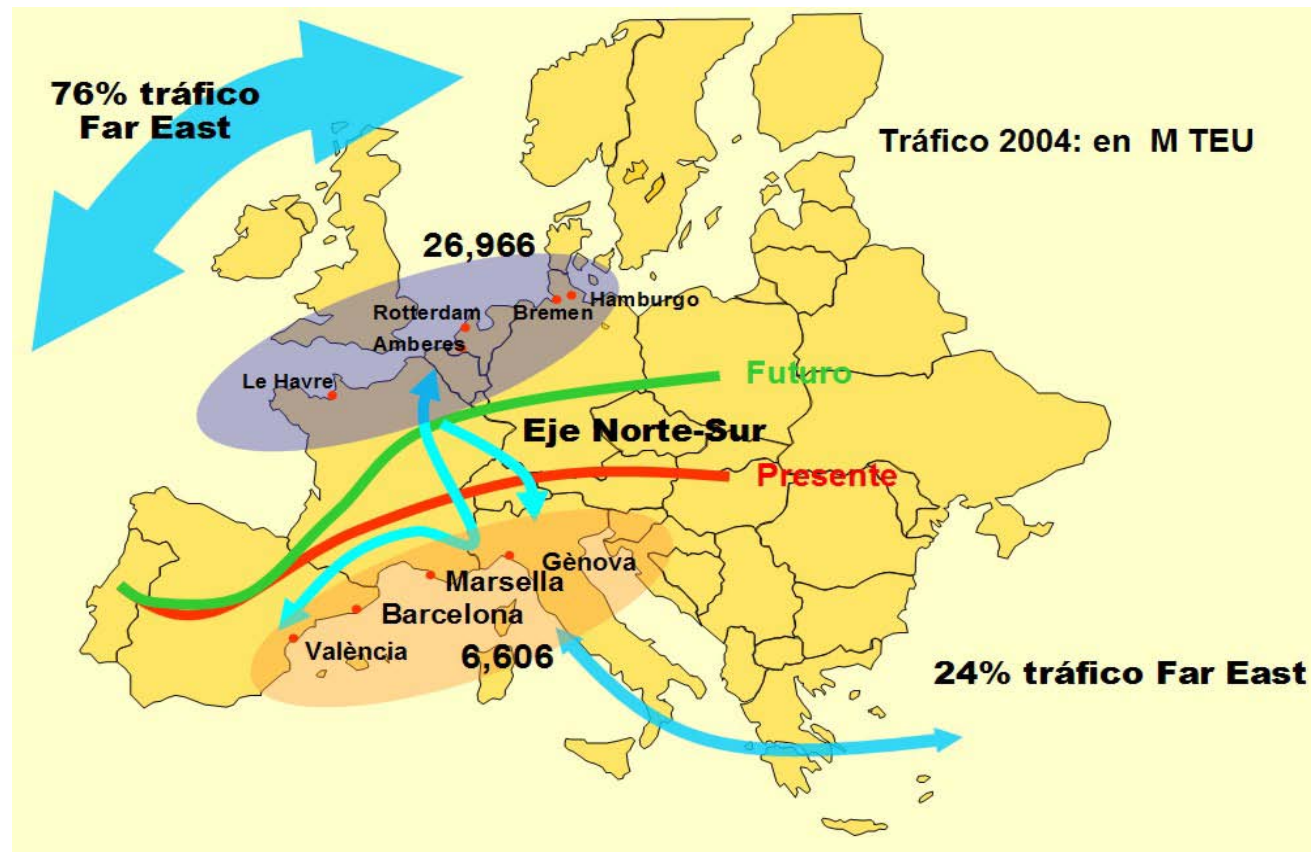 76% tráfico
Far East
Tráfico 2004: en M TEU
26,966
Rotterdam
Bremen
Hamburgo
Amberes
Le Havre
Futuro
Eje Norte-Sur
Presente
Gènova
Marsella
Barcelona
València
6,606
24% tráfico Far East